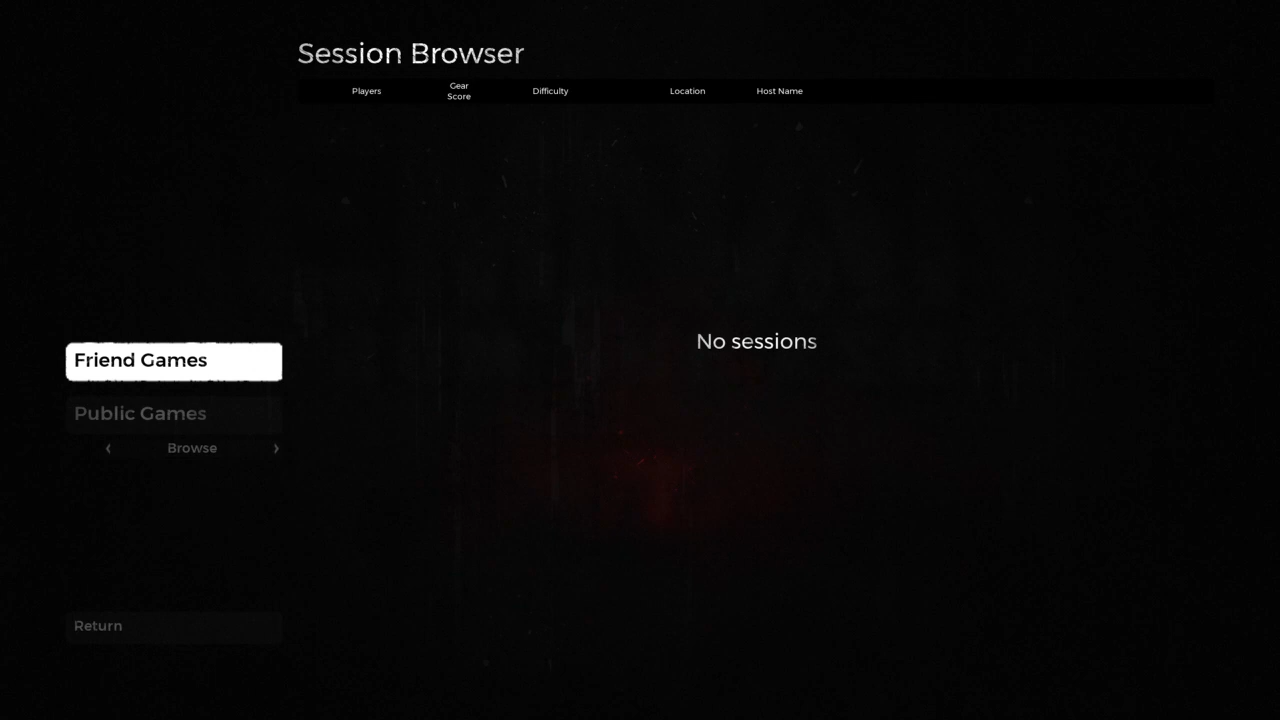 Session Browser
Players
Gear
Score
Difficulty
Location
Host Name
No sessions
Friend Games
Public Games
‹ Browse ›
Return